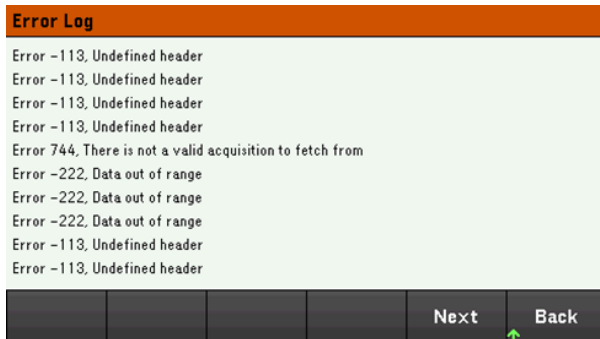 Error Log
Error -113, Undefined header
Error -113, Undefined header
Error -113, Undefined header
Error -113, Undefined header
Error 744, There is not a valid acquisition to fetch from
Error -222, Data out of range
Error -222, Data out of range
Error -222, Data out of range
Error -113, Undefined header
Error -113, Undefined header
Next Back